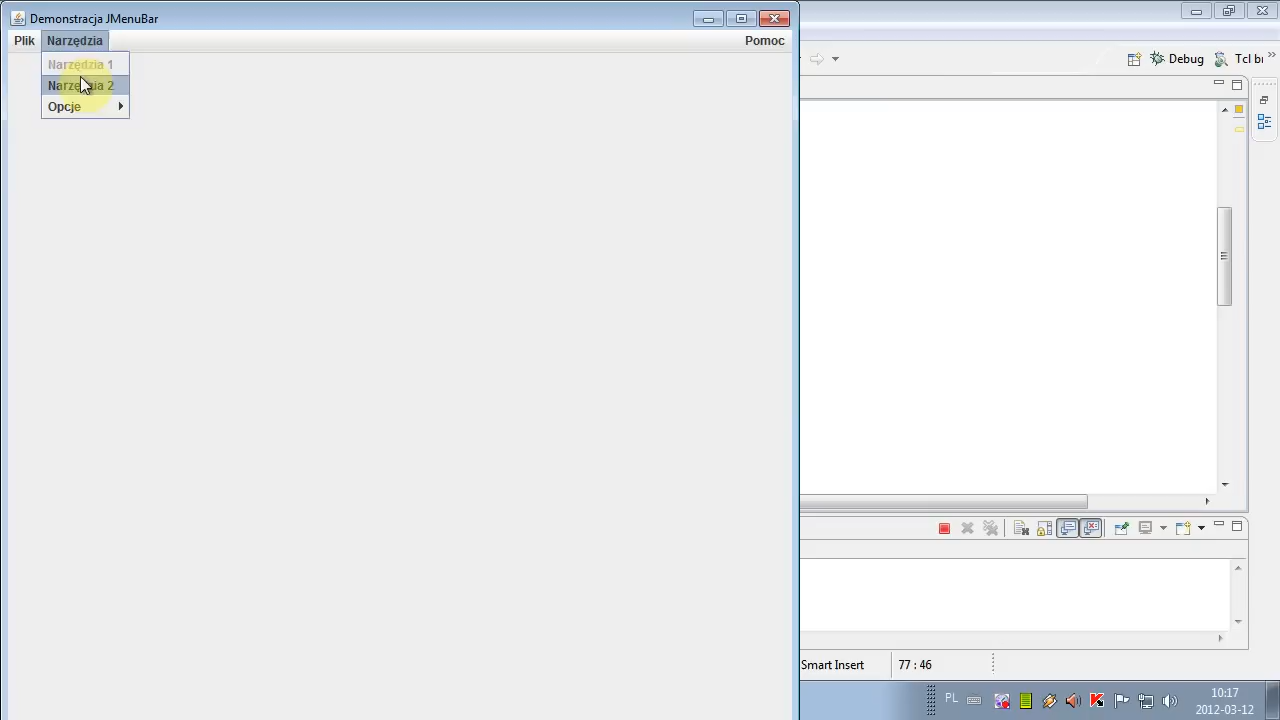 Demonstracja JMenuBar
Plik Narzędzia Pomoc
Narzędzia 1
Narzędzia 2
Opcje
Debug Tcl
Smart Insert 77 : 46
PL 10:17
2012-03-12